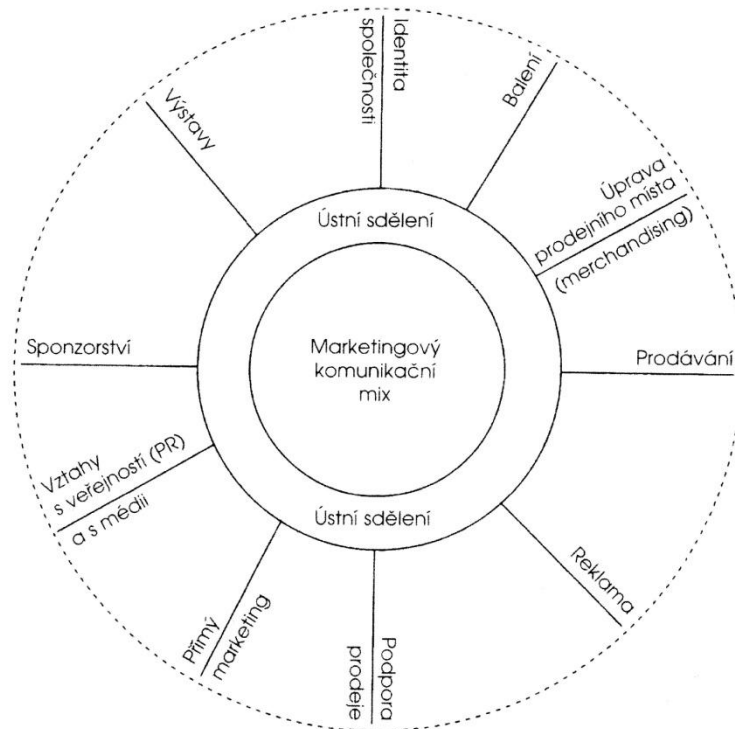 Identita
společnosti
Balení
Úprava
prodejního místa
(merchandising)
Prodávání
Reklama
Podpora
prodeje
Přímý
marketing
Vztahy
s veřejností (PR)
a s médii
Sponzorství
Výstavy
Ústní sdělení
Marketingový
komunikační
mix
Ústní sdělení